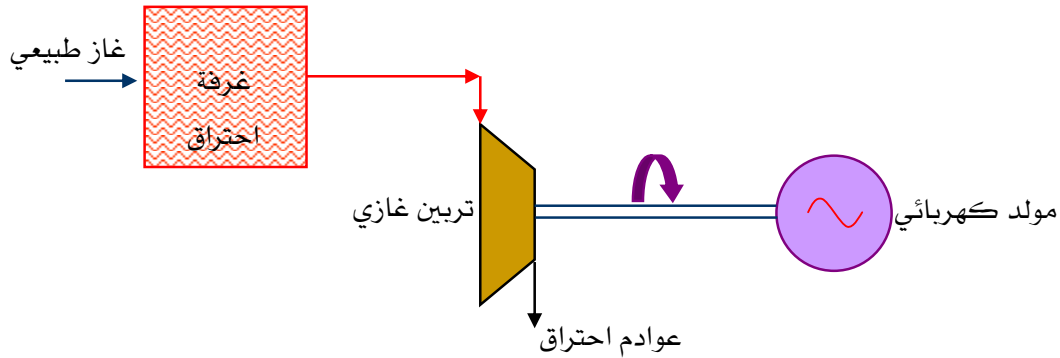 غاز طبيعي
غرفة
احتراق
تربين غازي
مولد كهربائي
عوادم احتراق